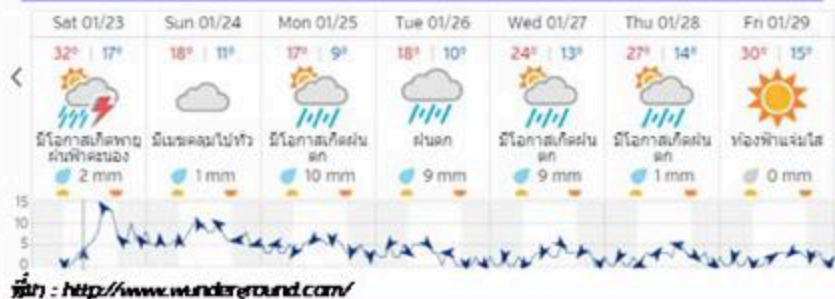 Sat 01/23 Sun 01/24 Mon 01/25 Tue 01/26 Wed 01/27 Thu 01/28 Fri 01/29
32° | 17° 18° | 11° 17° | 9° 18° | 10° 24° | 13° 27° | 14° 30° | 15°
มีโอกาสเกิดพายุ มีเมฆคลุมไปทั่ว มีโอกาสเกิดฝน ฝนตก มีโอกาสเกิดฝน มีโอกาสเกิดฝน ท้องฟ้าแจ่มใส
ฝนฟ้าคะนอง ตก ตก ตก
2 mm 1 mm 10 mm 9 mm 9 mm 1 mm 0 mm
15
10
5
0
ที่มา : http://www.wunderground.com/